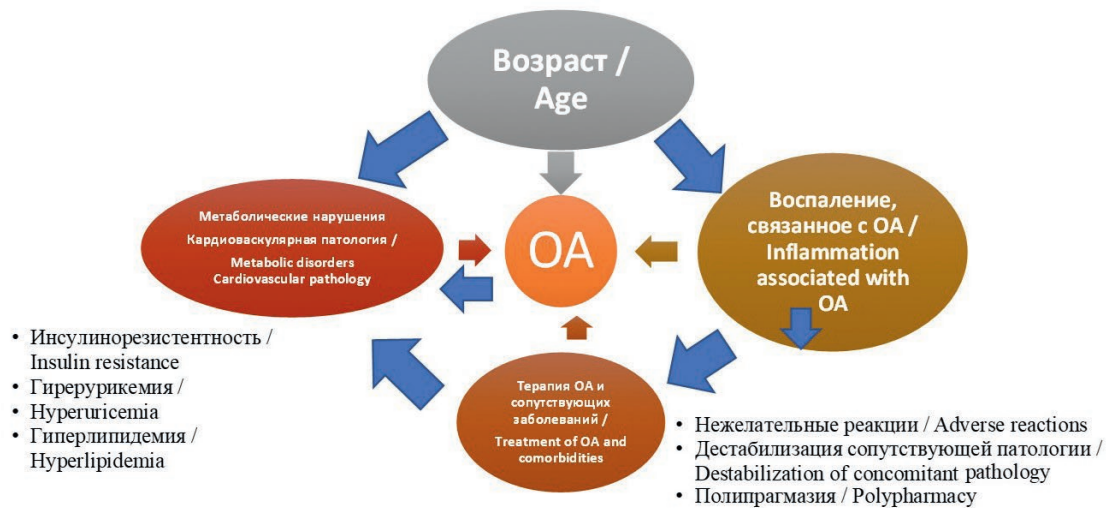 Возраст /
Age
Метаболические нарушения
Кардиоваскулярная патология /
Metabolic disorders
Cardiovascular pathology
ОА
Воспаление,
связанное с ОА /
Inflammation
associated with
OA
• Инсулинорезистентность /
Insulin resistance
• Гирерурикемия /
• Hyperuricemia
• Гиперлипидемия /
Hyperlipidemia
Терапия ОА и
сопутствующих
заболеваний /
Treatment of OA and
comorbidities
• Нежелательные реакции / Adverse reactions
• Дестабилизация сопутствующей патологии /
Destabilization of concomitant pathology
• Полипрагмазия / Polypharmacy